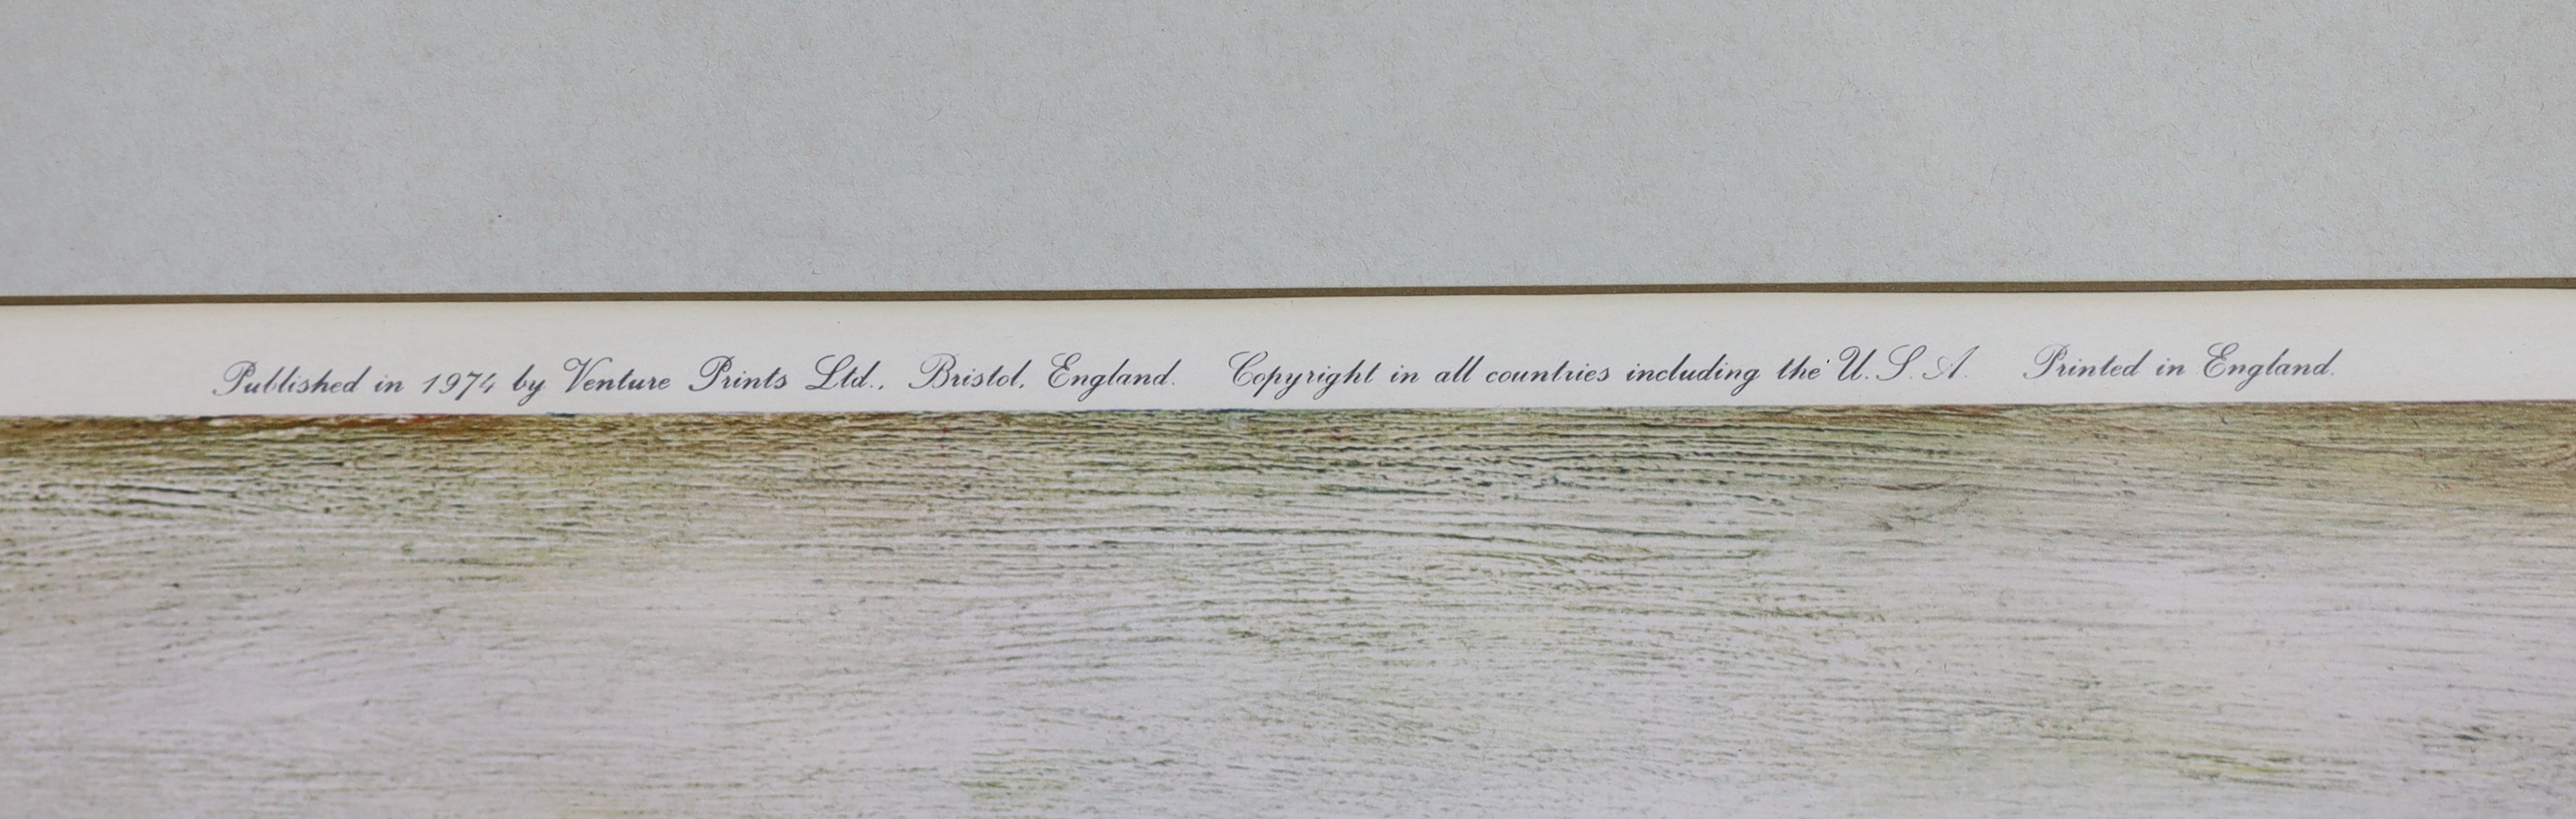 Published in 1974 by Venture Prints Ltd., Bristol, England. Copyright in all countries including the U.S.A. Printed in England.